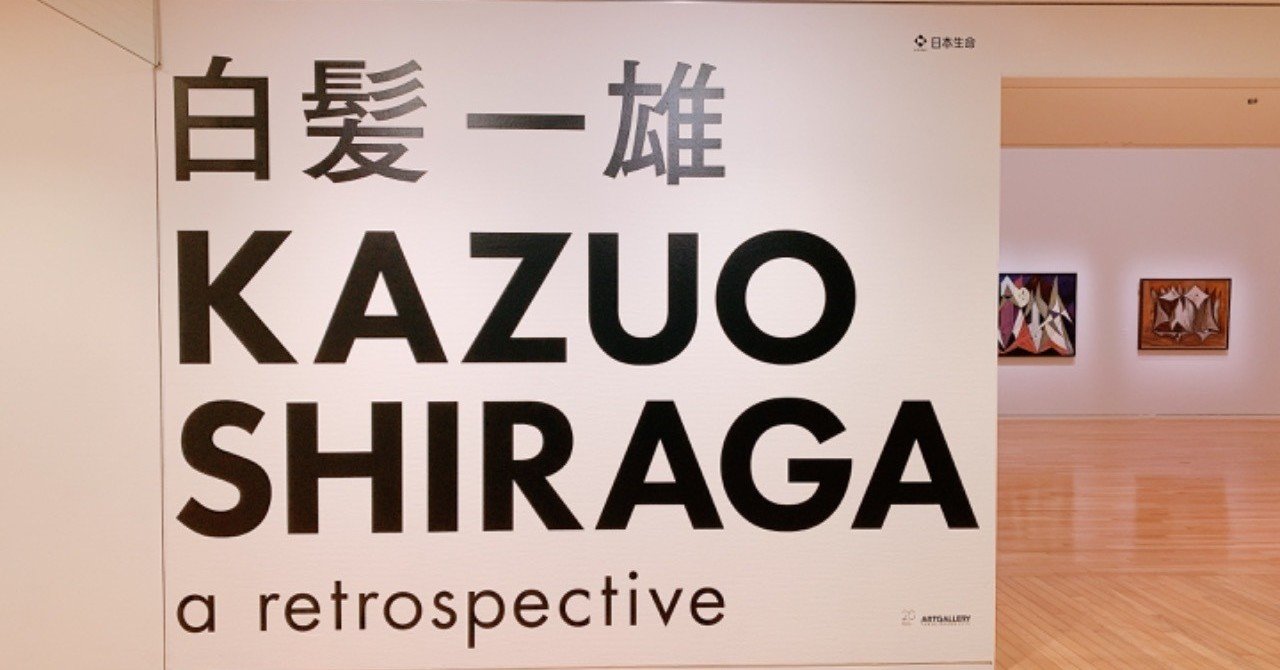 日本生命
白髪一雄
KAZUO
SHIRAGA
a retrospective
ARTGALLERY